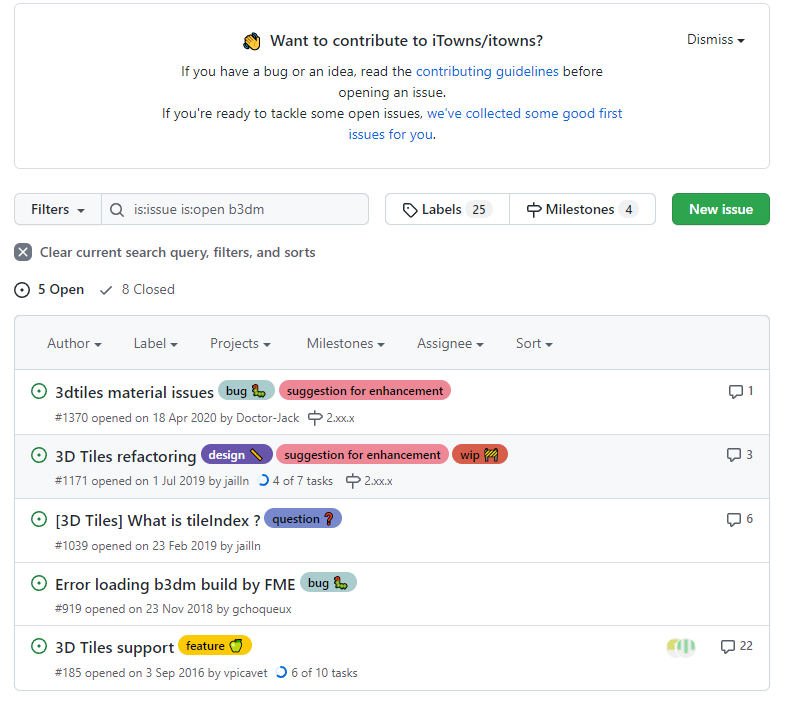 Want to contribute to iTowns/itowns?
Dismiss
If you have a bug or an idea, read the contributing guidelines before
opening an issue.
If you're ready to tackle some open issues, we've collected some good first
issues for you.
Filters
is:issue is:open b3dm
Labels 25
Milestones 4
New issue
Clear current search query, filters, and sorts
5 Open
8 Closed
Author Label Projects Milestones Assignee Sort
3dtiles material issues bug suggestion for enhancement 1
#1370 opened on 18 Apr 2020 by Doctor-Jack 2.xx.x
3D Tiles refactoring design suggestion for enhancement wip 3
#1171 opened on 1 Jul 2019 by jailln 4 of 7 tasks 2.xx.x
[3D Tiles] What is tileIndex ? question 6
#1039 opened on 23 Feb 2019 by jailln
Error loading b3dm build by FME bug
#919 opened on 23 Nov 2018 by gchoqueux
3D Tiles support feature 22
#185 opened on 3 Sep 2016 by vpicavet 6 of 10 tasks